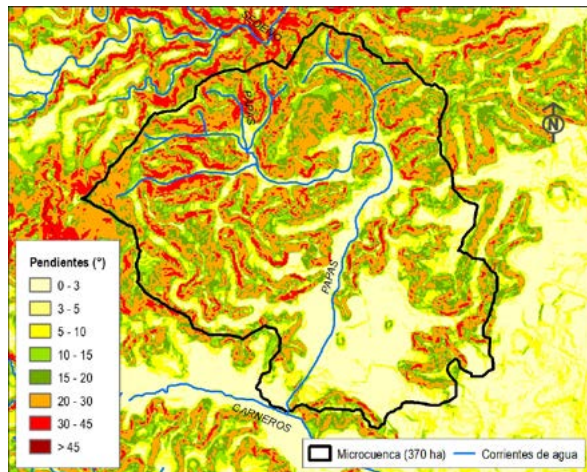 PAPAS
N
PAPAS
CARNEROS
Pendientes (°)
0 - 3
3 - 5
5 - 10
10 - 15
15 - 20
20 - 30
30 - 45
> 45
Microcuenca (370 ha)
Corrientes de agua